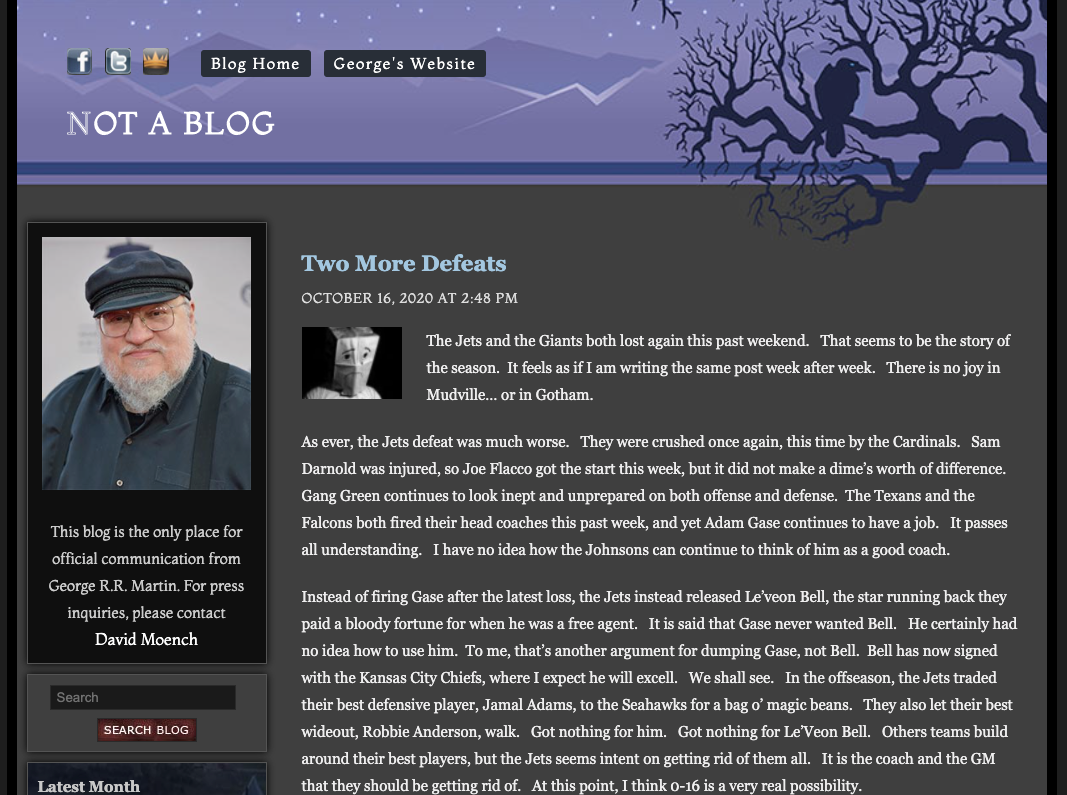 Blog Home
George's Website
NOT A BLOG
Two More Defeats
OCTOBER 16, 2020 AT 2:48 PM
The Jets and the Giants both lost again this past weekend.   That seems to be the story of
the season.  It feels as if I am writing the same post week after week.   There is no joy in
Mudville… or in Gotham.
As ever, the Jets defeat was much worse.   They were crushed once again, this time by the Cardinals.   Sam
Darnold was injured, so Joe Flacco got the start this week, but it did not make a dime’s worth of difference.
Gang Green continues to look inept and unprepared on both offense and defense.  The Texans and the
Falcons both fired their head coaches this past week, and yet Adam Gase continues to have a job.   It passes
all understanding.   I have no idea how the Johnsons can continue to think of him as a good coach.
Instead of firing Gase after the latest loss, the Jets instead released Le’veon Bell, the star running back they
paid a bloody fortune for when he was a free agent.   It is said that Gase never wanted Bell.   He certainly had
no idea how to use him.  To me, that’s another argument for dumping Gase, not Bell.  Bell has now signed
with the Kansas City Chiefs, where I expect he will excell.   We shall see.   In the offseason, the Jets traded
their best defensive player, Jamal Adams, to the Seahawks for a bag o’ magic beans.   They also let their best
wideout, Robbie Anderson, walk.   Got nothing for him.   Got nothing for Le’Veon Bell.   Others teams build
around their best players, but the Jets seems intent on getting rid of them all.   It is the coach and the GM
that they should be getting rid of.   At this point, I think 0-16 is a very real possibility.
This blog is the only place for
official communication from
George R.R. Martin. For press
inquiries, please contact
David Moench
Search
SEARCH BLOG
Latest Month